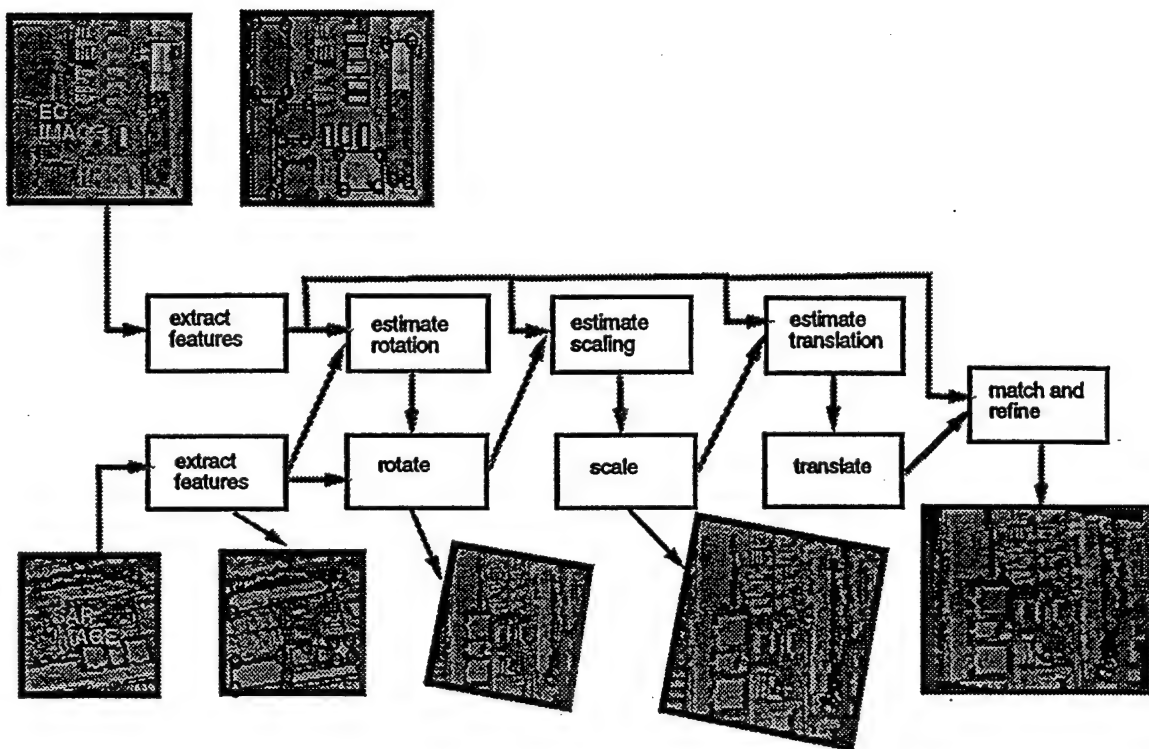 EO
IMAGE
extract
features
estimate
rotation
estimate
scaling
estimate
translation
match and
refine
extract
features
rotate
scale
translate
SAR
IMAGE